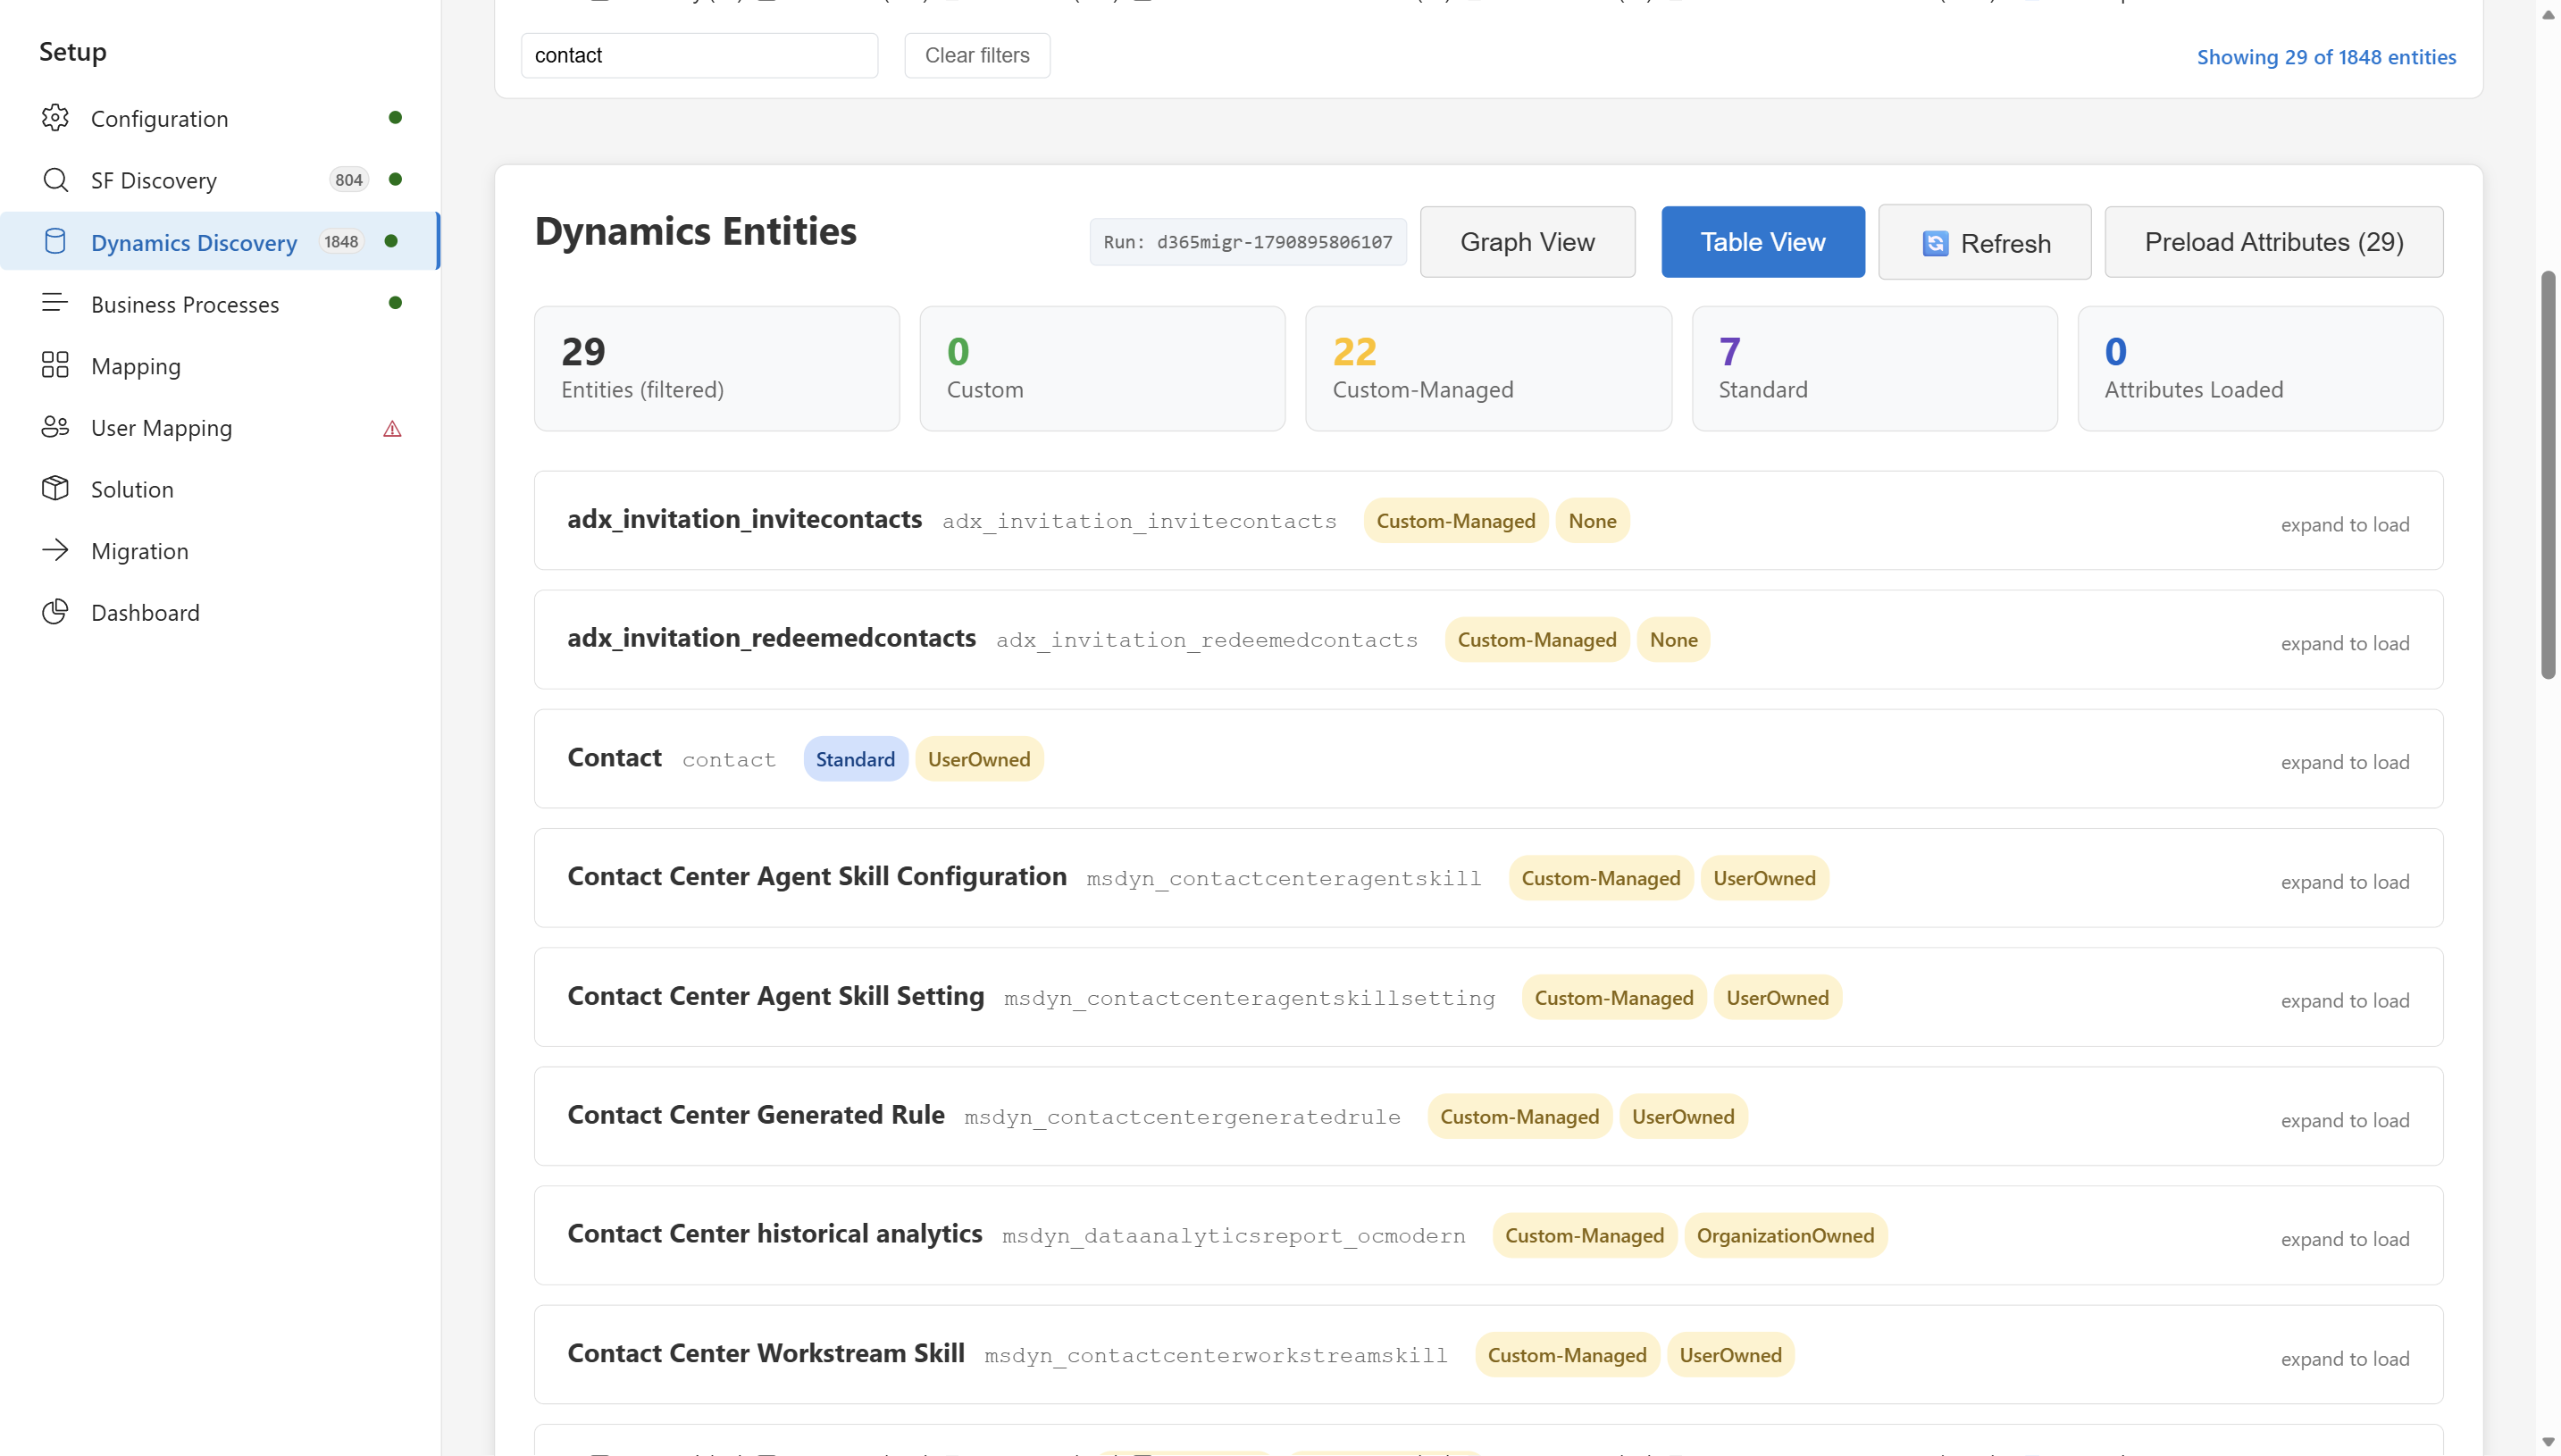 Setup
contact
Clear filters
Showing 29 of 1848 entities
Configuration
SF Discovery 804
Dynamics Discovery 1848
Business Processes
Mapping
User Mapping
Solution
Migration
Dashboard
Dynamics Entities
Run: d365migr-1790895806107
Graph View
Table View
Refresh
Preload Attributes (29)
29
Entities (filtered)
0
Custom
22
Custom-Managed
7
Standard
0
Attributes Loaded
adx_invitation_invitecontacts adx_invitation_invitecontacts Custom-Managed None expand to load
adx_invitation_redeemedcontacts adx_invitation_redeemedcontacts Custom-Managed None expand to load
Contact contact Standard UserOwned expand to load
Contact Center Agent Skill Configuration msdyn_contactcenteragentskill Custom-Managed UserOwned expand to load
Contact Center Agent Skill Setting msdyn_contactcenteragentskillsetting Custom-Managed UserOwned expand to load
Contact Center Generated Rule msdyn_contactcentergeneratedrule Custom-Managed UserOwned expand to load
Contact Center historical analytics msdyn_dataanalyticsreport_ocmodern Custom-Managed OrganizationOwned expand to load
Contact Center Workstream Skill msdyn_contactcenterworkstreamskill Custom-Managed UserOwned expand to load